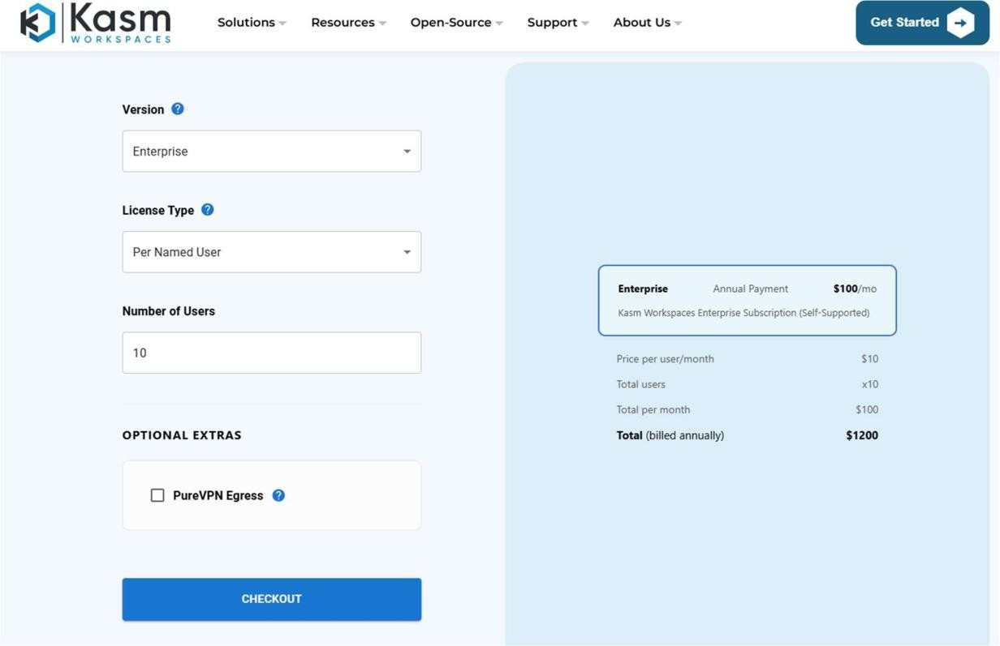 Kasm
WORKSPACES
Solutions Resources Open-Source Support About Us
Get Started
Version ?
Enterprise
License Type ?
Per Named User
Number of Users
10
OPTIONAL EXTRAS
PureVPN Egress ?
CHECKOUT
Enterprise Annual Payment $100/mo
Kasm Workspaces Enterprise Subscription (Self-Supported)
Price per user/month $10
Total users x10
Total per month $100
Total (billed annually) $1200